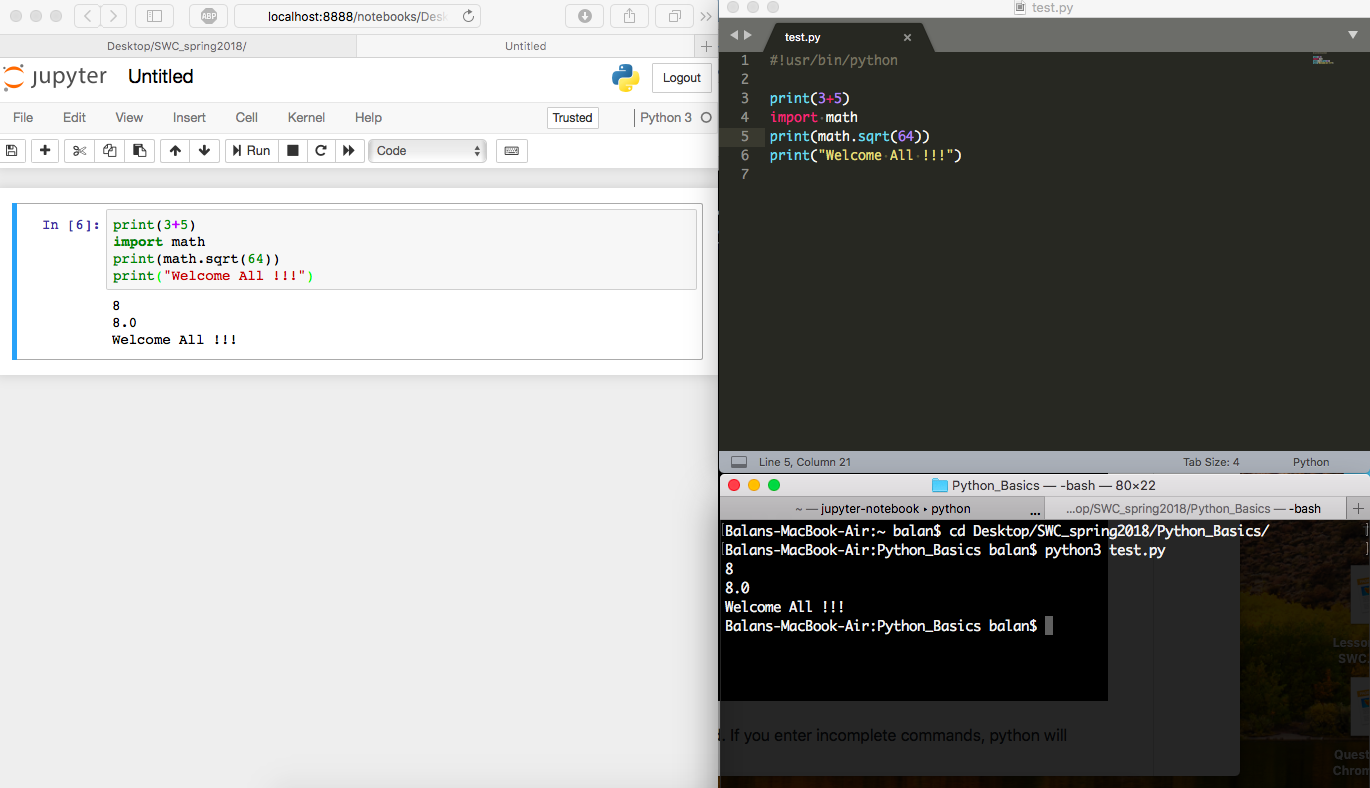 ABP
localhost:8888/notebooks/Des
Desktop/SWC_spring2018/
Untitled
jupyter Untitled
Logout
File Edit View Insert Cell Kernel Help
Trusted
Python 3
Run
Code
In [6]:
print(3+5)
import math
print(math.sqrt(64))
print("Welcome All !!!")
8
8.0
Welcome All !!!
test.py
test.py
1 #!usr/bin/python
2
3 print(3+5)
4 import math
5 print(math.sqrt(64))
6 print("Welcome All !!!")
7
Line 5, Column 21
Tab Size: 4
Python
Python_Basics — -bash — 80×22
~ — jupyter-notebook ▸ python ...
...op/SWC_spring2018/Python_Basics — -bash
Balans-MacBook-Air:~ balan$ cd Desktop/SWC_spring2018/Python_Basics/
Balans-MacBook-Air:Python_Basics balan$ python3 test.py
8
8.0
Welcome All !!!
Balans-MacBook-Air:Python_Basics balan$
. If you enter incomplete commands, python will
Lesso
SWC.
Quest
Chrom